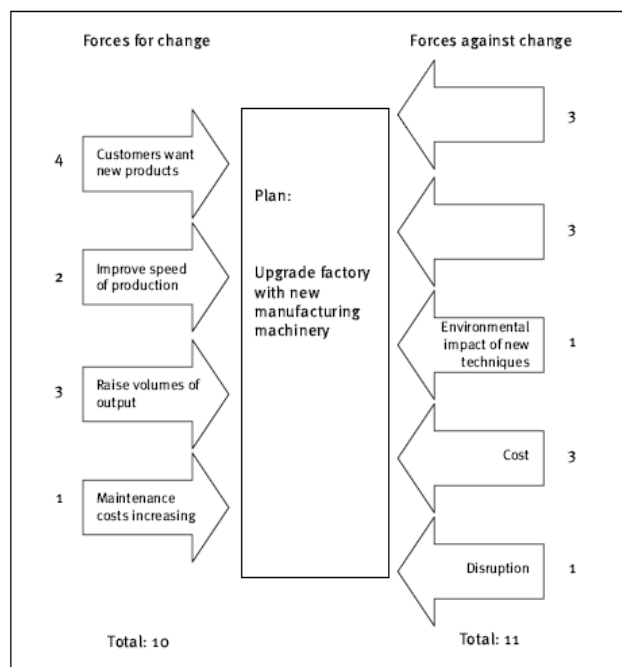 Forces for change
Forces against change
4
Customers want
new products
2
Improve speed
of production
3
Raise volumes of
output
1
Maintenance
costs increasing
Total: 10
Plan:
Upgrade factory
with new
manufacturing
machinery
3
3
Environmental
impact of new
techniques
1
Cost
3
Disruption
1
Total: 11